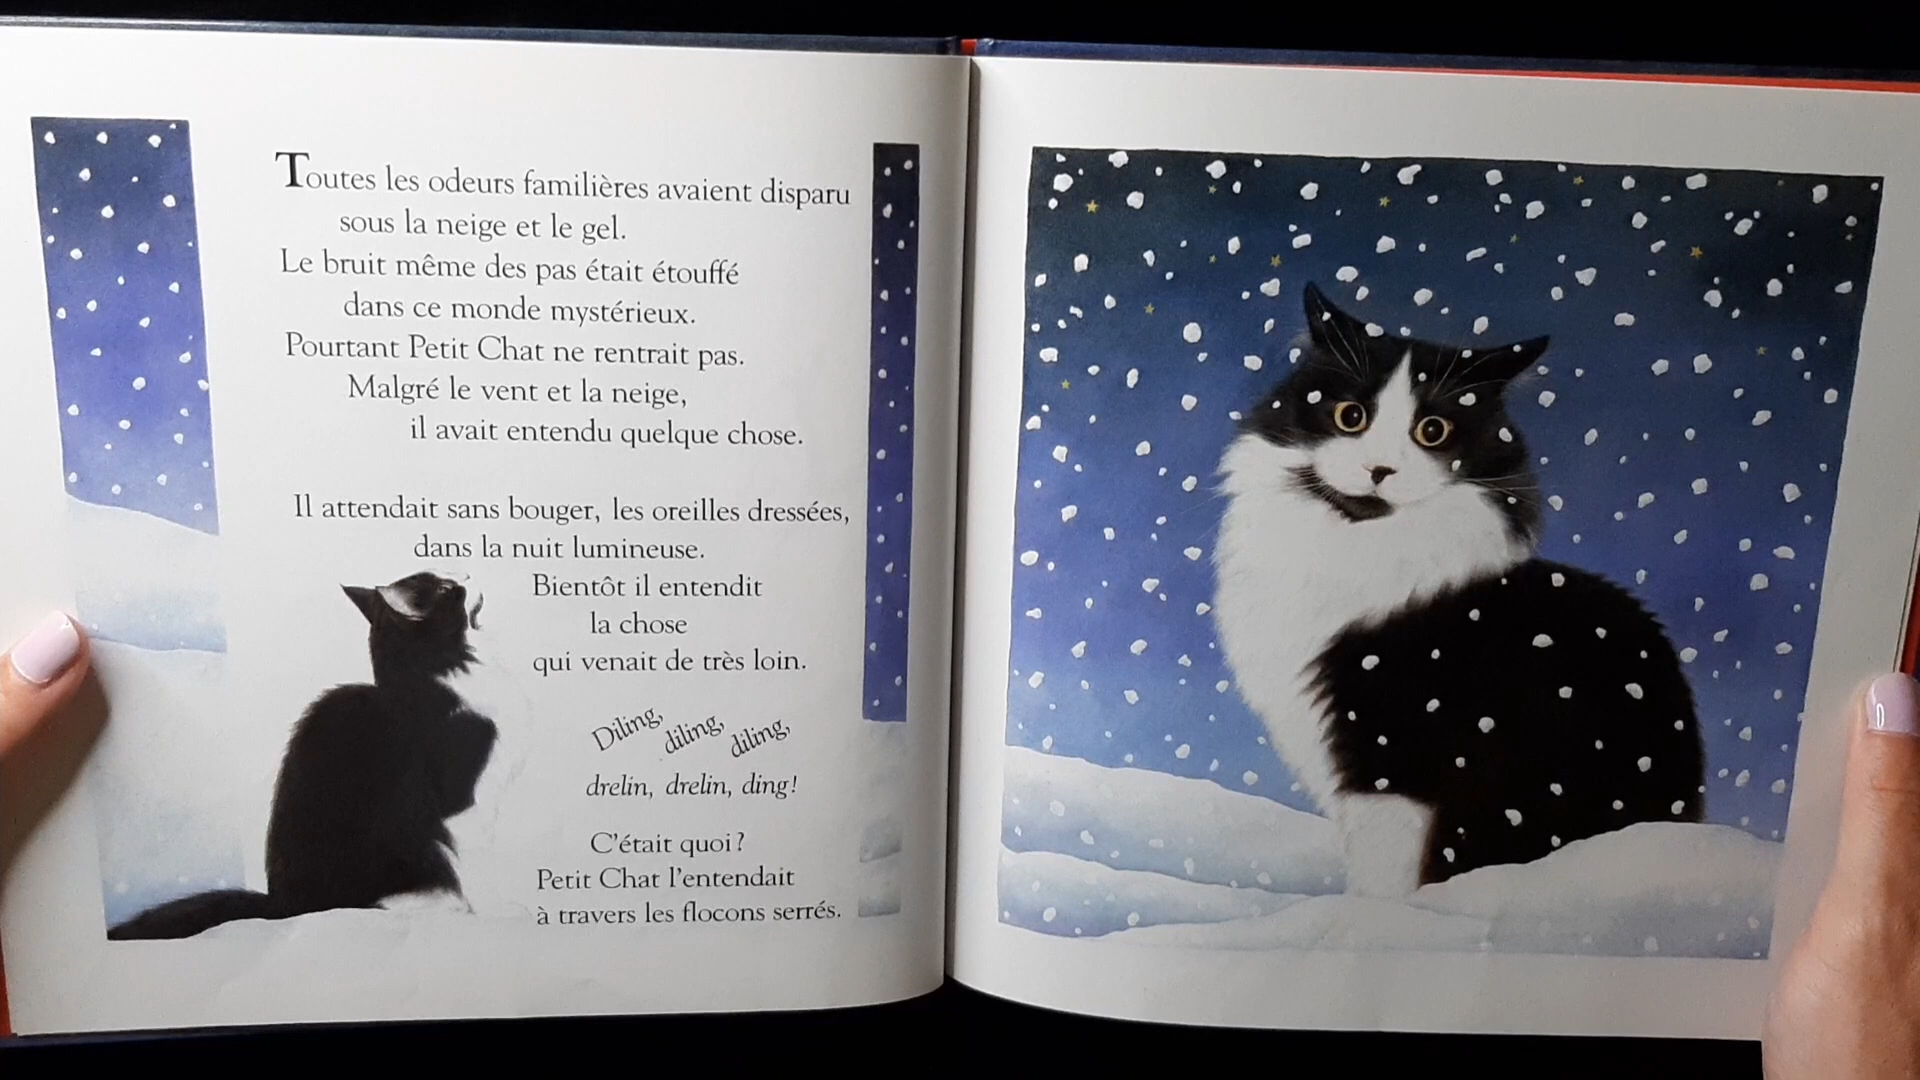 Toutes les odeurs familières avaient disparu
sous la neige et le gel.
Le bruit même des pas était étouffé
dans ce monde mystérieux.
Pourtant Petit Chat ne rentrait pas.
Malgré le vent et la neige,
il avait entendu quelque chose.
Il attendait sans bouger, les oreilles dressées,
dans la nuit lumineuse.
Bientôt il entendit
la chose
qui venait de très loin.
Diling, diling, diling,
drelin, drelin, ding!
C'était quoi?
Petit Chat l'entendait
à travers les flocons serrés.